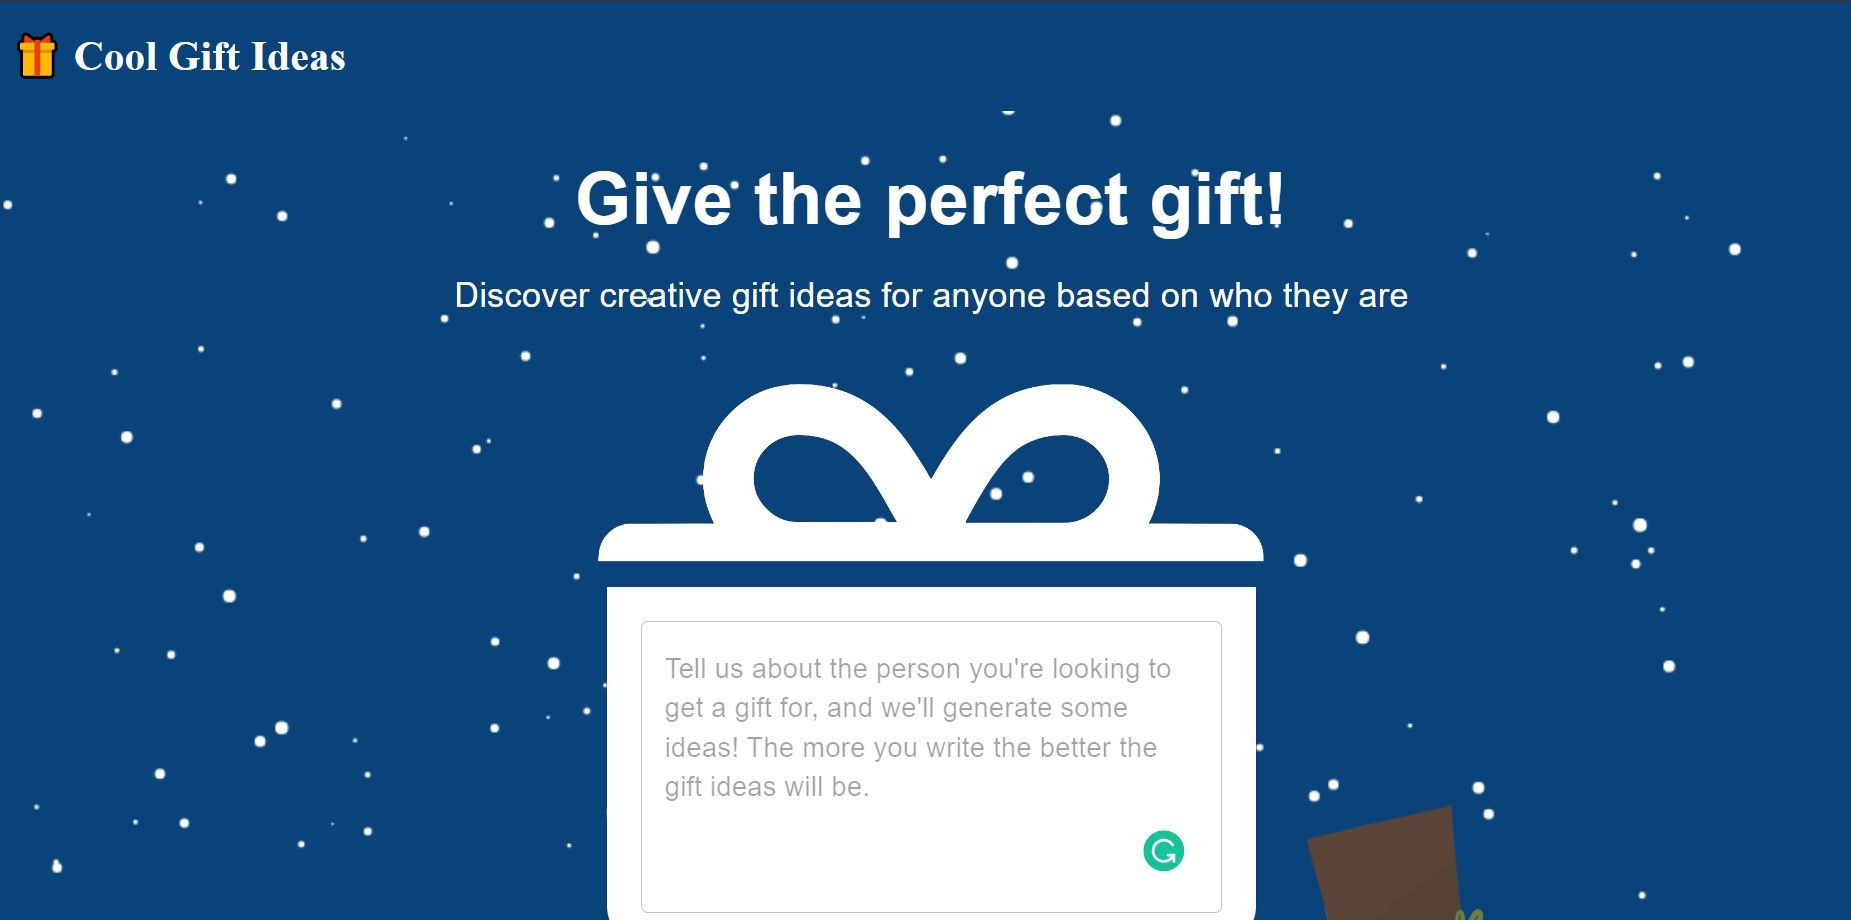 Cool Gift Ideas
Give the perfect gift!
Discover creative gift ideas for anyone based on who they are
Tell us about the person you're looking to
get a gift for, and we'll generate some
ideas! The more you write the better the
gift ideas will be.